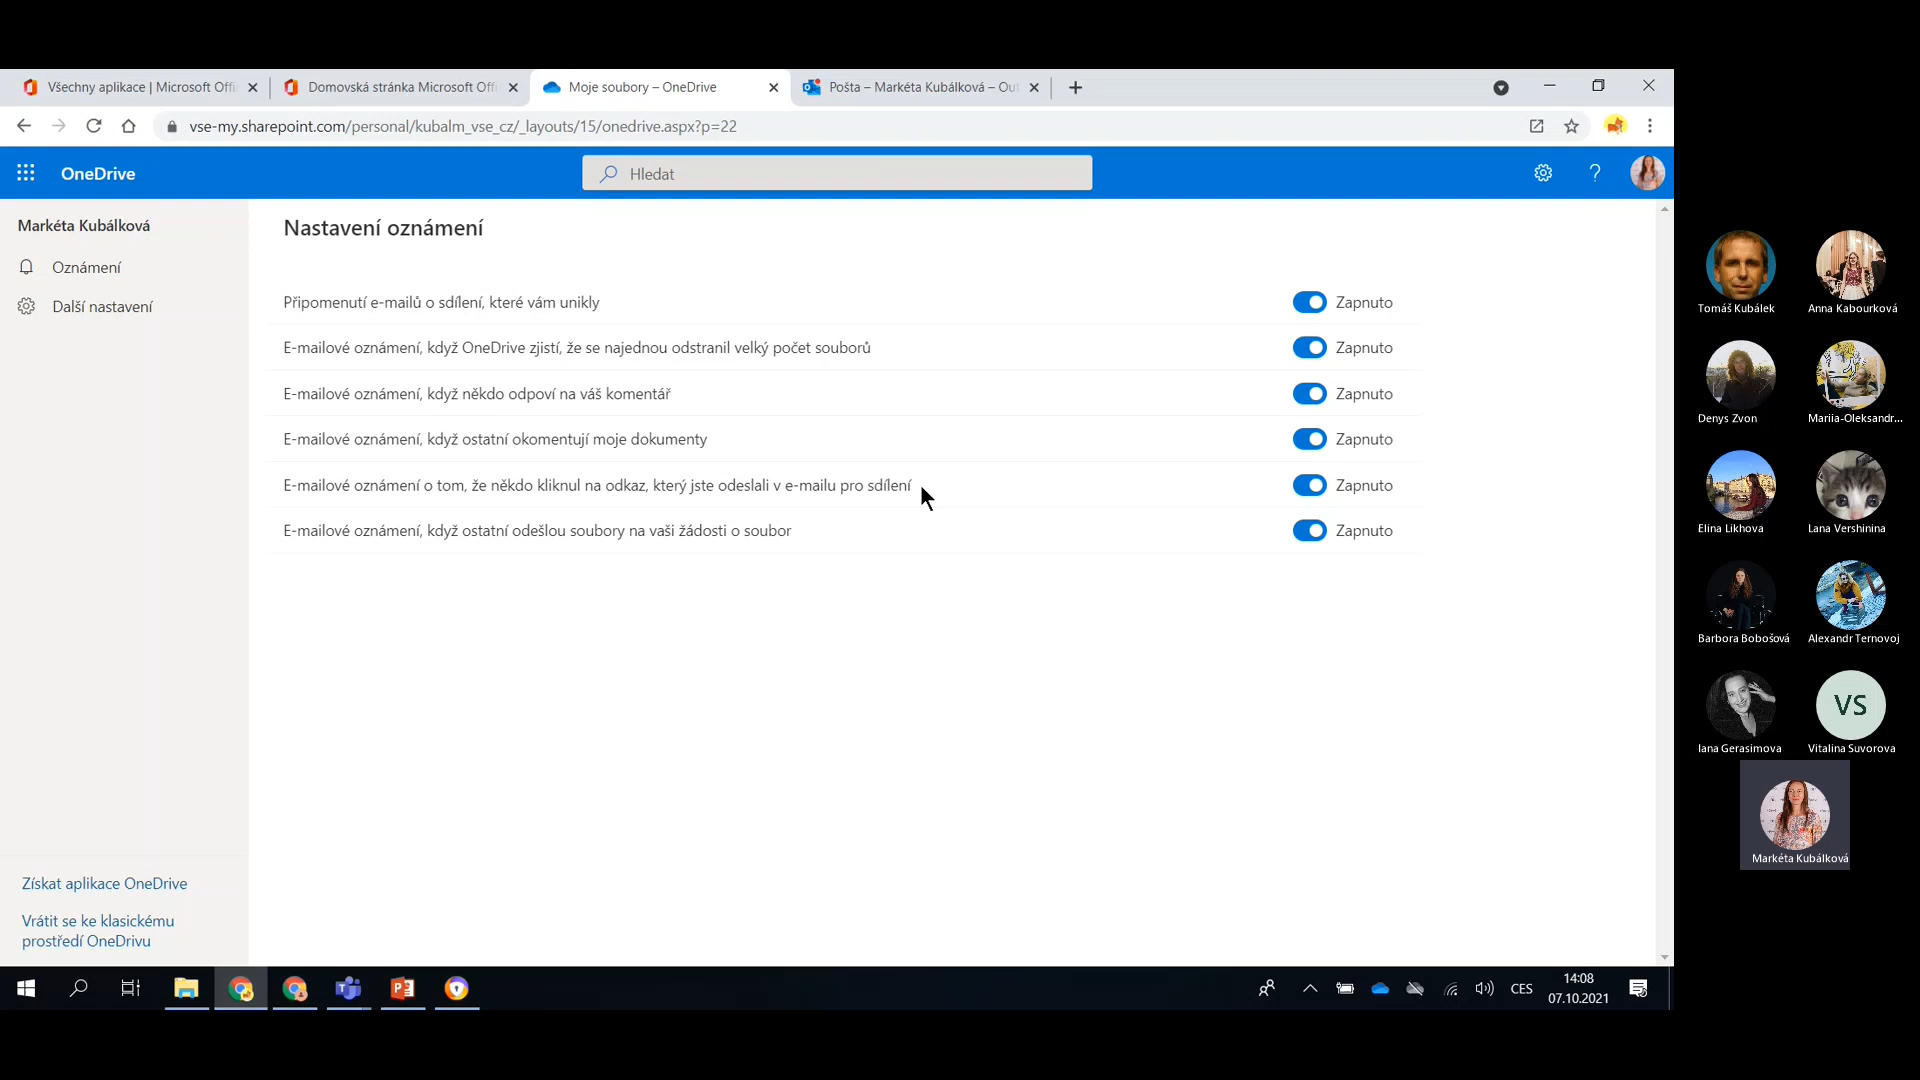 Všechny aplikace | Microsoft Offi
Domovská stránka Microsoft Offi
Moje soubory – OneDrive
Pošta – Markéta Kubálková – Out
vse-my.sharepoint.com/personal/kubalm_vse_cz/_layouts/15/onedrive.aspx?p=22
OneDrive
Hledat
Markéta Kubálková
Oznámení
Další nastavení
Nastavení oznámení
Připomenutí e-mailů o sdílení, které vám unikly Zapnuto
E-mailové oznámení, když OneDrive zjistí, že se najednou odstranil velký počet souborů Zapnuto
E-mailové oznámení, když někdo odpoví na váš komentář Zapnuto
E-mailové oznámení, když ostatní okomentují moje dokumenty Zapnuto
E-mailové oznámení o tom, že někdo kliknul na odkaz, který jste odeslali v e-mailu pro sdílení Zapnuto
E-mailové oznámení, když ostatní odešlou soubory na vaši žádosti o soubor Zapnuto
Získat aplikace OneDrive
Vrátit se ke klasickému
prostředí OneDrivu
CES
14:08
07.10.2021
Tomáš Kubálek
Anna Kabourková
Denys Zvon
Mariia-Oleksandr...
Elina Likhova
Lana Vershinina
Barbora Bobošová
Alexandr Ternovoj
Iana Gerasimova
VS
Vitalina Suvorova
Markéta Kubálková